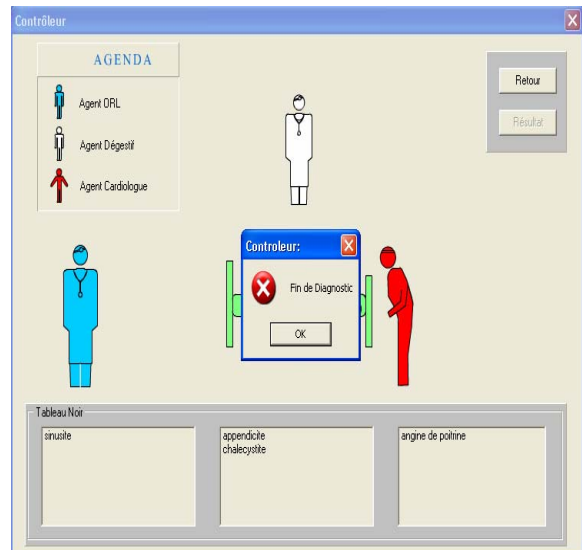 Contrôleur
AGENDA
Agent ORL
Agent Dégestif
Agent Cardiologue
Retour
Résultat
Controleur:
Fin de Diagnostic
OK
Tableau Noir
sinusite
appendicite
chalecystite
angine de poitrine